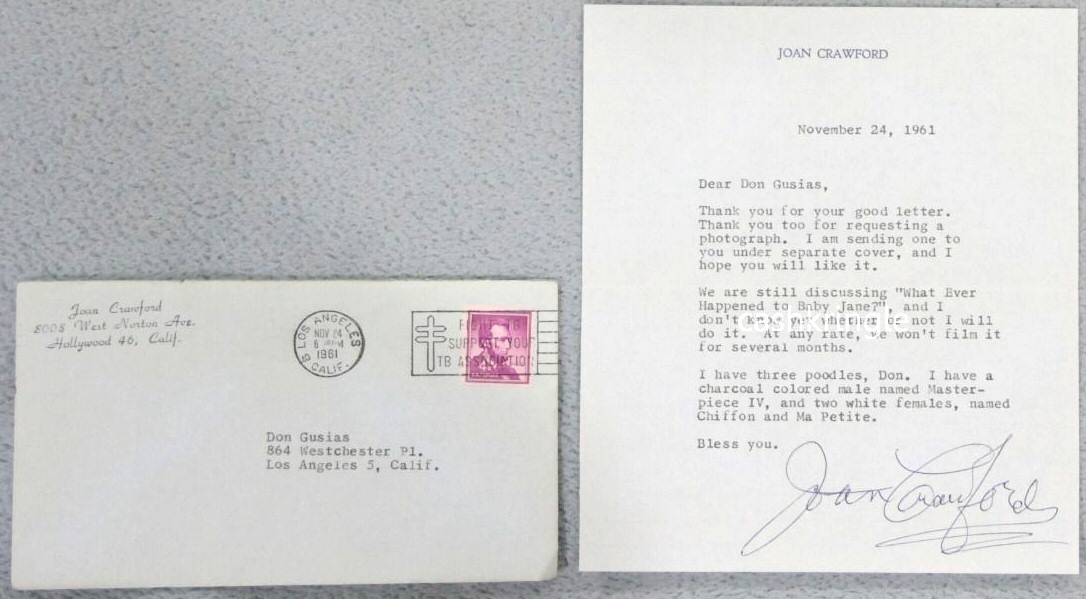 Joan Crawford
8008 West Norton Ave.
Hollywood 46, Calif.
LOS ANGELES
NOV 24
6 PM
1961
CALIF.
FIGHT TB
SUPPORT YOUR
TB ASSOCIATION
Don Gusias
864 Westchester Pl.
Los Angeles 5, Calif.
JOAN CRAWFORD
November 24, 1961
Dear Don Gusias,
Thank you for your good letter.
Thank you too for requesting a
photograph. I am sending one to
you under separate cover, and I
hope you will like it.
We are still discussing "What Ever
Happened to Baby Jane?", and I
don't know yet whether or not I will
do it. At any rate, we won't film it
for several months.
I have three poodles, Don. I have a
charcoal colored male named Master-
piece IV, and two white females, named
Chiffon and Ma Petite.
Bless you.
Joan Crawford